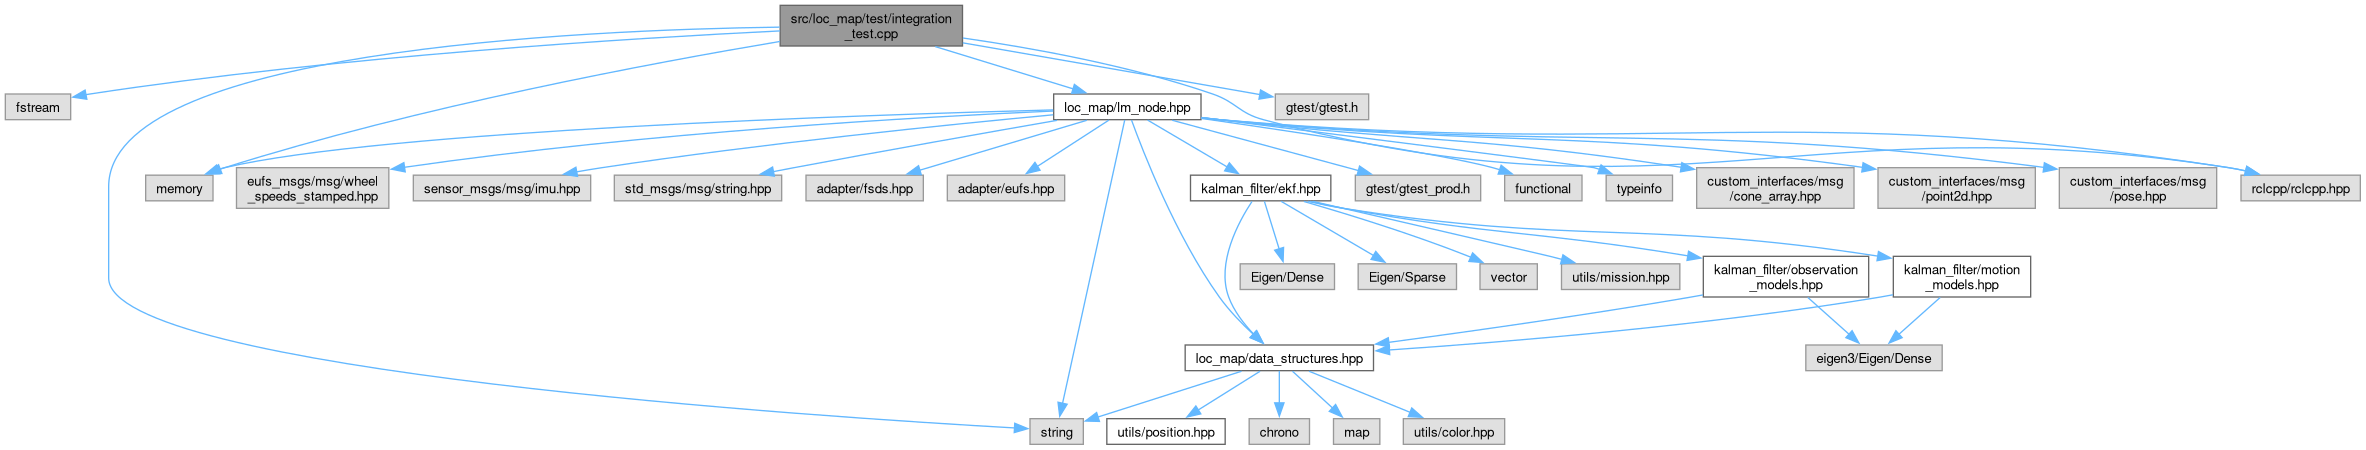 src/loc_map/test/integration
_test.cpp
fstream
loc_map/lm_node.hpp
gtest/gtest.h
memory
eufs_msgs/msg/wheel
_speeds_stamped.hpp
sensor_msgs/msg/imu.hpp
std_msgs/msg/string.hpp
adapter/fsds.hpp
adapter/eufs.hpp
kalman_filter/ekf.hpp
gtest/gtest_prod.h
functional
typeinfo
custom_interfaces/msg
/cone_array.hpp
custom_interfaces/msg
/point2d.hpp
custom_interfaces/msg
/pose.hpp
rclcpp/rclcpp.hpp
Eigen/Dense
Eigen/Sparse
vector
utils/mission.hpp
kalman_filter/observation
_models.hpp
kalman_filter/motion
_models.hpp
loc_map/data_structures.hpp
eigen3/Eigen/Dense
string
utils/position.hpp
chrono
map
utils/color.hpp